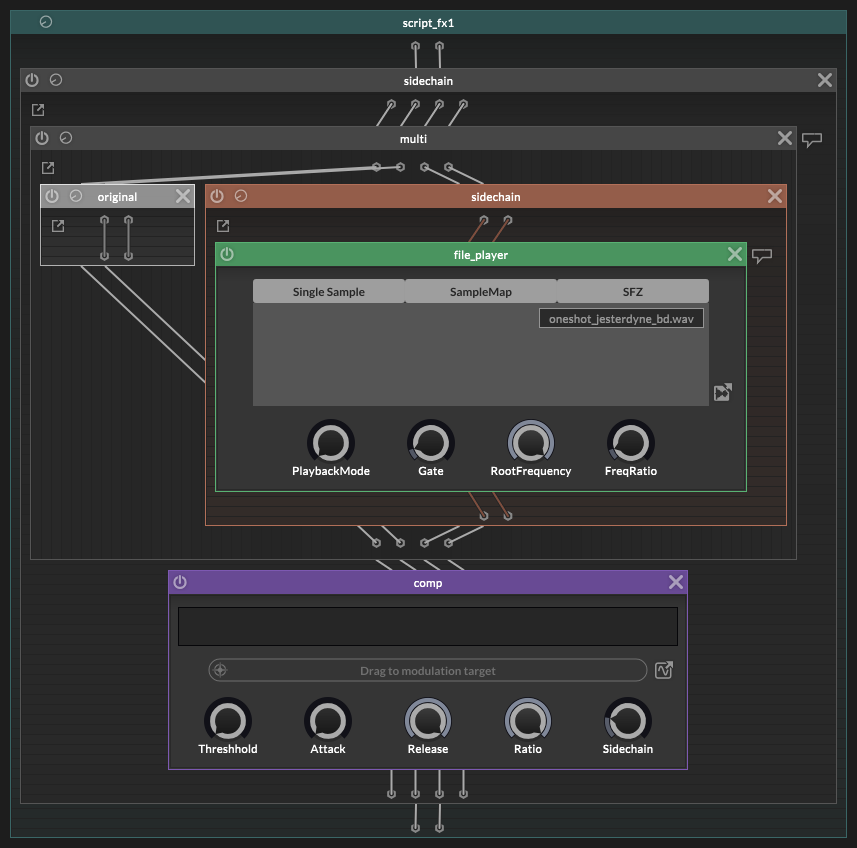 script_fx1
sidechain
multi
original
sidechain
file_player
Single Sample SampleMap SFZ
oneshot_jesterdyne_bd.wav
PlaybackMode Gate RootFrequency FreqRatio
comp
Drag to modulation target
Threshhold Attack Release Ratio Sidechain